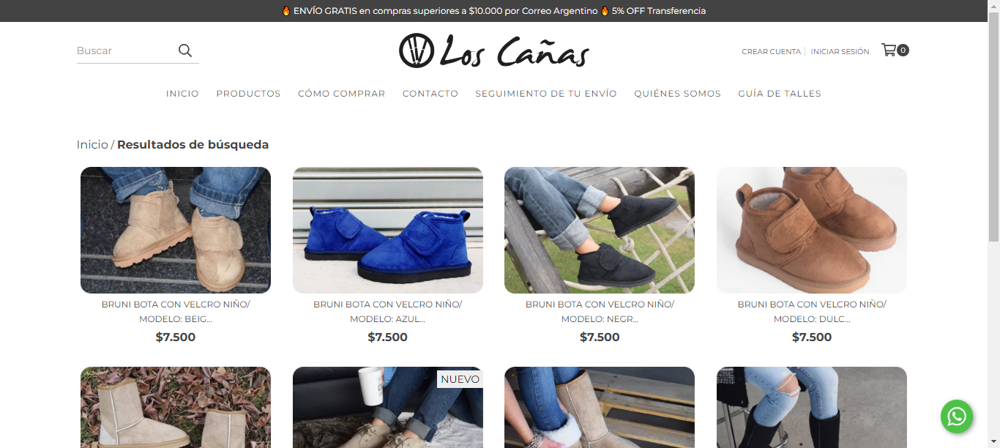 🔥 ENVÍO GRATIS en compras superiores a $10.000 por Correo Argentino 🔥 5% OFF Transferencia
Buscar
Los Cañas
CREAR CUENTA | INICIAR SESIÓN
0
INICIO PRODUCTOS CÓMO COMPRAR CONTACTO SEGUIMIENTO DE TU ENVÍO QUIÉNES SOMOS GUÍA DE TALLES
Inicio / Resultados de búsqueda
BRUNI BOTA CON VELCRO NIÑO/
MODELO: BEIG...
$7.500
BRUNI BOTA CON VELCRO NIÑO/
MODELO: AZUL...
$7.500
BRUNI BOTA CON VELCRO NIÑO/
MODELO: NEGR...
$7.500
BRUNI BOTA CON VELCRO NIÑO/
MODELO: DULC...
$7.500
NUEVO